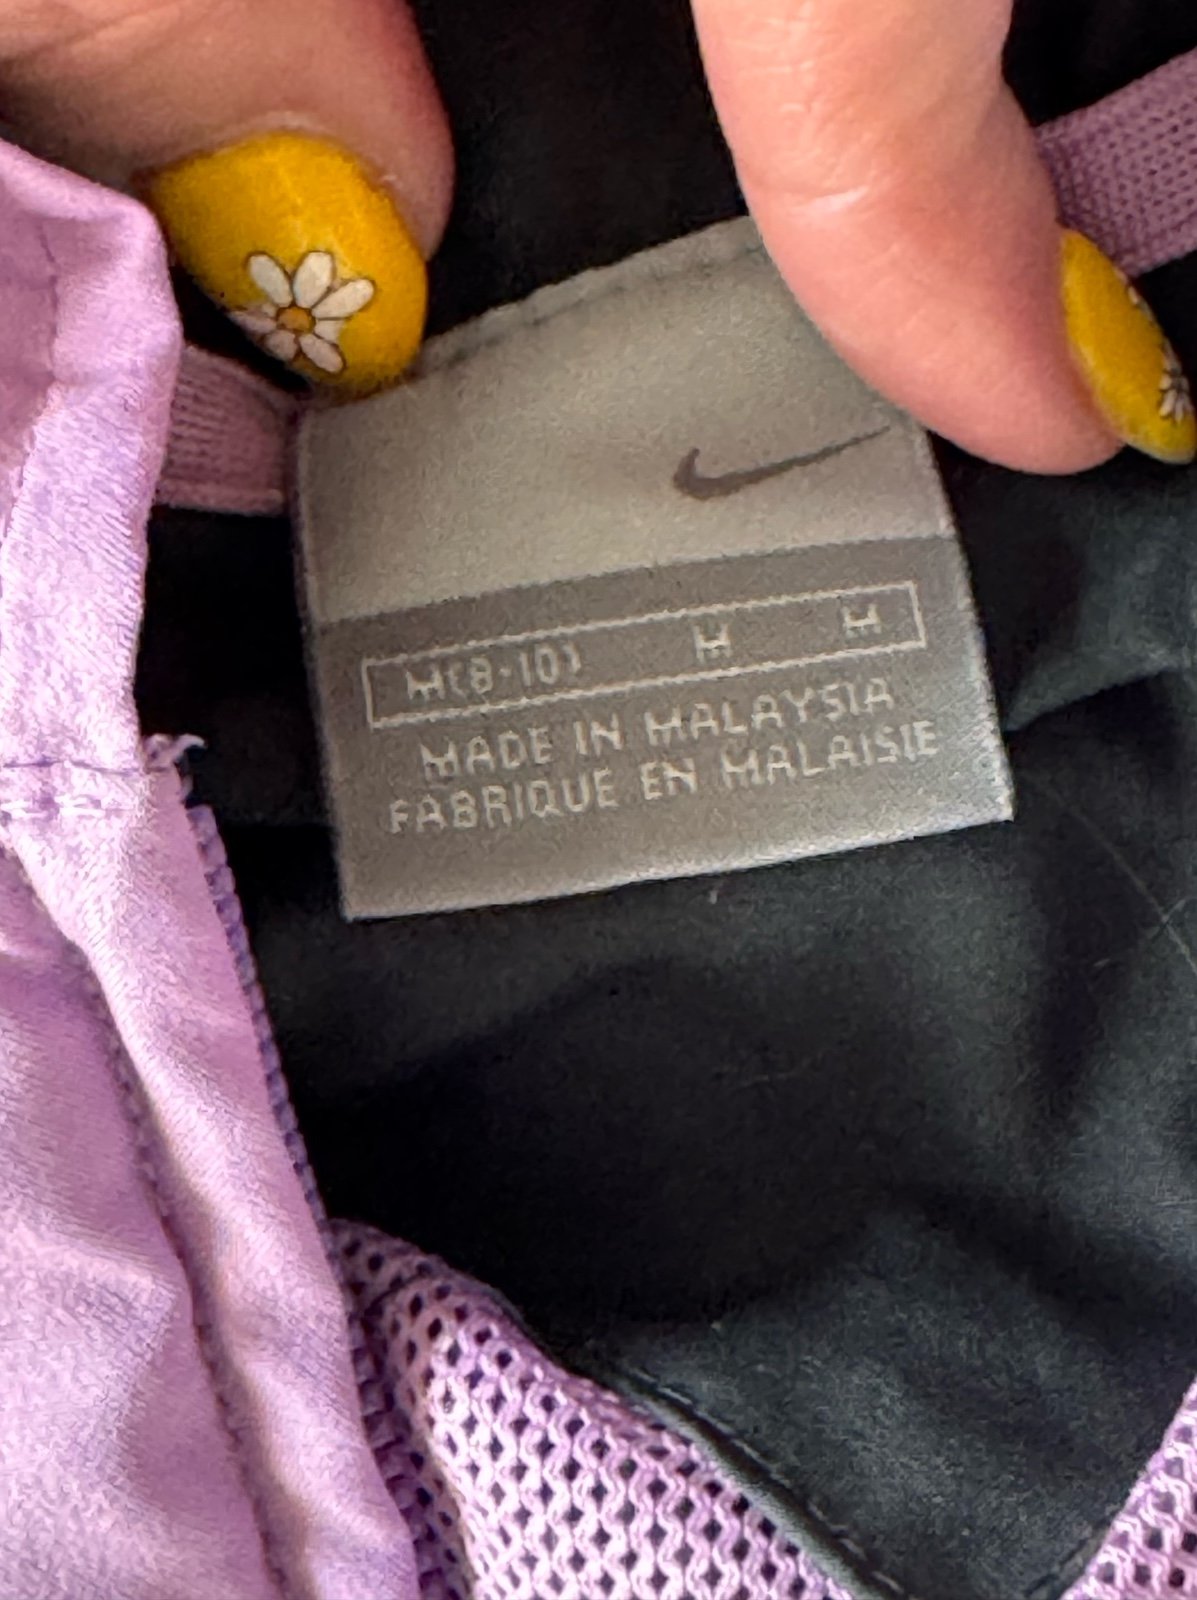 M(8-10) M M
MADE IN MALAYSIA
FABRIQUE EN MALAISIE